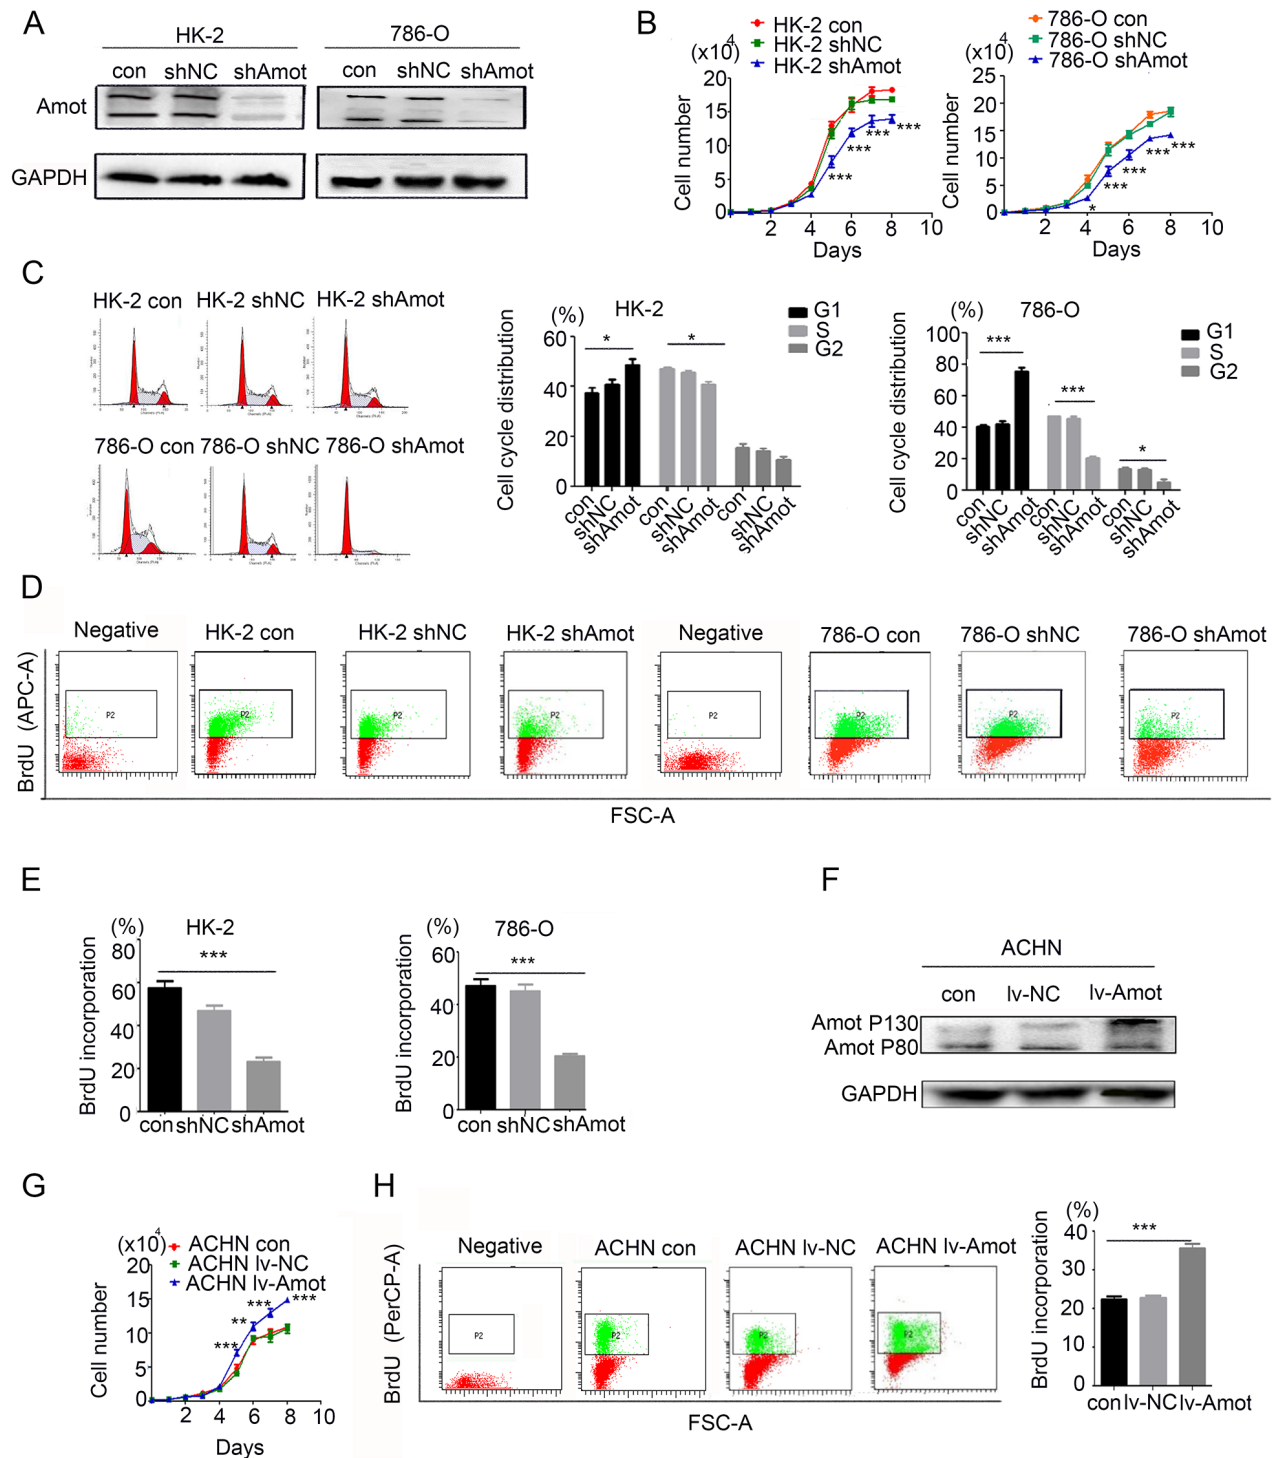 A
HK-2
786-O
con
shNC
shAmot
con
shNC
shAmot
Amot
GAPDH
B
HK-2 con
HK-2 shNC
HK-2 shAmot
(x10⁴)
Cell number
20
15
10
5
0
2
4
6
8
10
Days
***
***
***
***
786-O con
786-O shNC
786-O shAmot
(x10⁴)
Cell number
25
20
15
10
5
0
2
4
6
8
10
Days
*
***
***
***
***
C
HK-2 con
HK-2 shNC
HK-2 shAmot
786-O con
786-O shNC
786-O shAmot
(%)
HK-2
Cell cycle distribution
60
40
20
0
*
*
con
shNC
shAmot
con
shNC
shAmot
con
shNC
shAmot
G1
S
G2
(%)
786-O
Cell cycle distribution
100
80
60
40
20
0
***
***
*
con
shNC
shAmot
con
shNC
shAmot
con
shNC
shAmot
G1
S
G2
D
Negative
HK-2 con
HK-2 shNC
HK-2 shAmot
Negative
786-O con
786-O shNC
786-O shAmot
BrdU (APC-A)
P2
P2
P2
P2
P2
P2
P2
P2
FSC-A
E
(%)
HK-2
BrdU incorporation
80
60
40
20
0
***
con
shNC
shAmot
(%)
786-O
BrdU incorporation
60
40
20
0
***
con
shNC
shAmot
F
ACHN
con
lv-NC
lv-Amot
Amot P130
Amot P80
GAPDH
G
(x10⁴)
ACHN con
ACHN lv-NC
ACHN lv-Amot
Cell number
20
15
10
5
0
2
4
6
8
10
Days
***
**
***
***
H
Negative
ACHN con
ACHN lv-NC
ACHN lv-Amot
BrdU (PerCP-A)
P2
P2
P2
P2
FSC-A
(%)
BrdU incorporation
40
30
20
10
0
***
con
lv-NC
lv-Amot